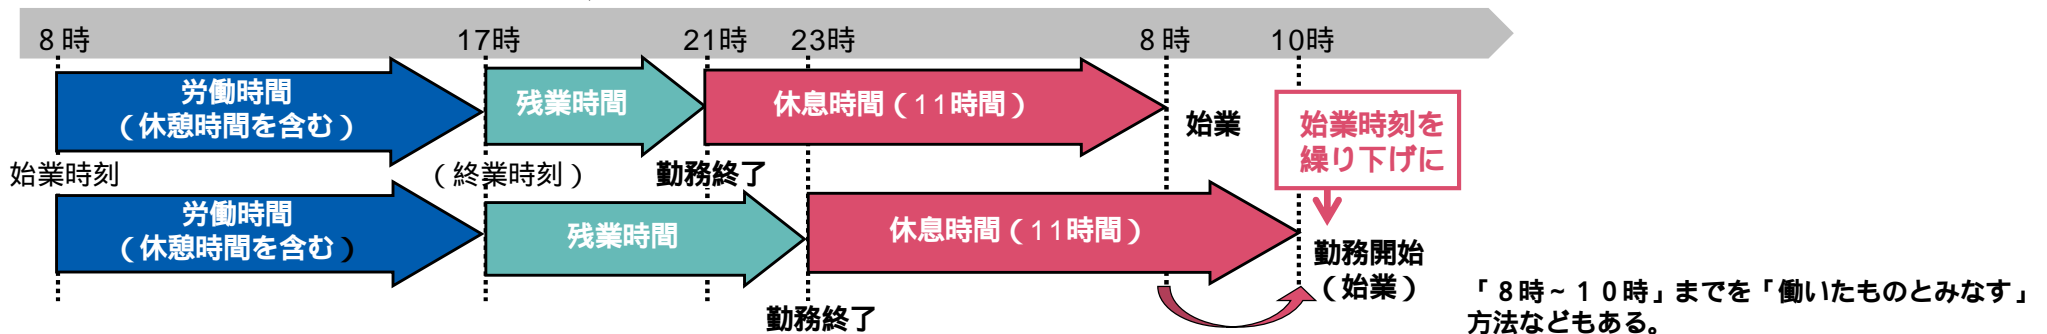 ８時 17時 21時 23時 ８時 10時
労働時間
（休憩時間を含む）
残業時間
休息時間（11時間）
始業
始業時刻を
繰り下げに
始業時刻
（終業時刻）
勤務終了
労働時間
（休憩時間を含む）
残業時間
休息時間（11時間）
勤務開始
（始業）
勤務終了
「８時～１０時」までを「働いたものとみなす」
方法などもある。